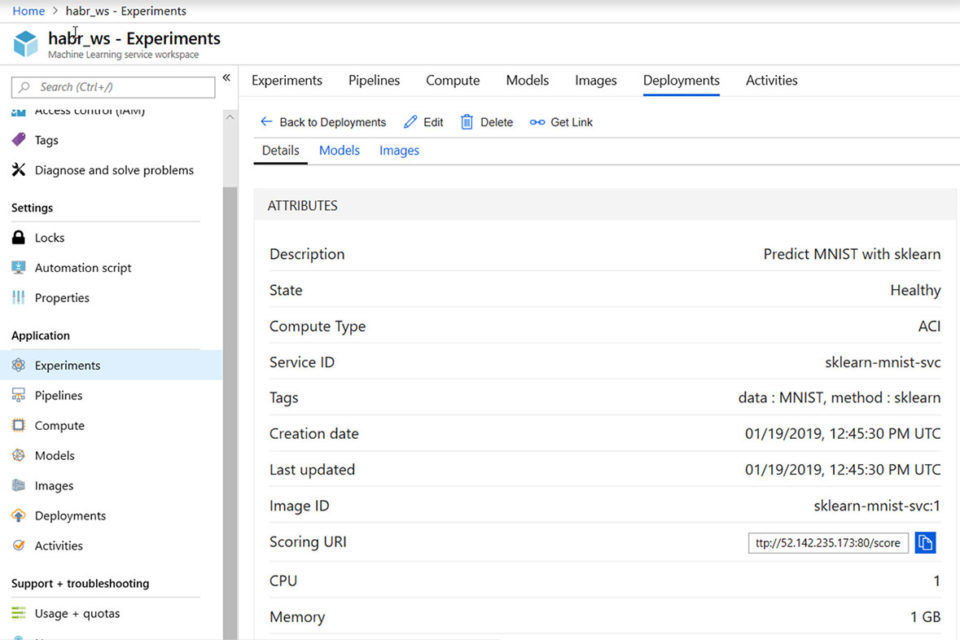 Home > habr_ws - Experiments
habr_ws - Experiments
Machine Learning service workspace
Search (Ctrl+/)
«
Access control (IAM)
Tags
Diagnose and solve problems
Settings
Locks
Automation script
Properties
Application
Experiments
Pipelines
Compute
Models
Images
Deployments
Activities
Support + troubleshooting
Usage + quotas
Experiments Pipelines Compute Models Images Deployments Activities
Back to Deployments Edit Delete Get Link
Details Models Images
ATTRIBUTES
Description Predict MNIST with sklearn
State Healthy
Compute Type ACI
Service ID sklearn-mnist-svc
Tags data : MNIST, method : sklearn
Creation date 01/19/2019, 12:45:30 PM UTC
Last updated 01/19/2019, 12:45:30 PM UTC
Image ID sklearn-mnist-svc:1
Scoring URI ttp://52.142.235.173:80/score
CPU 1
Memory 1 GB